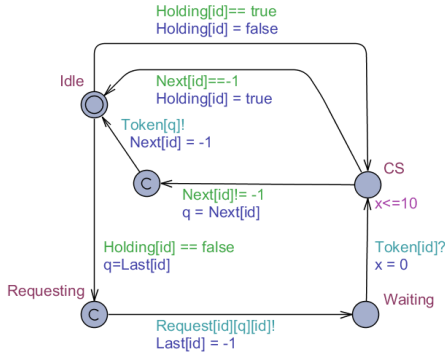 Holding[id]== true
Holding[id] = false
Idle
Next[id]==-1
Holding[id] = true
Token[q]!
Next[id] = -1
C
CS
x<=10
Next[id]!= -1
q = Next[id]
Holding[id] == false
q=Last[id]
Token[id]?
x = 0
Requesting
C
Waiting
Request[id][q][id]!
Last[id] = -1